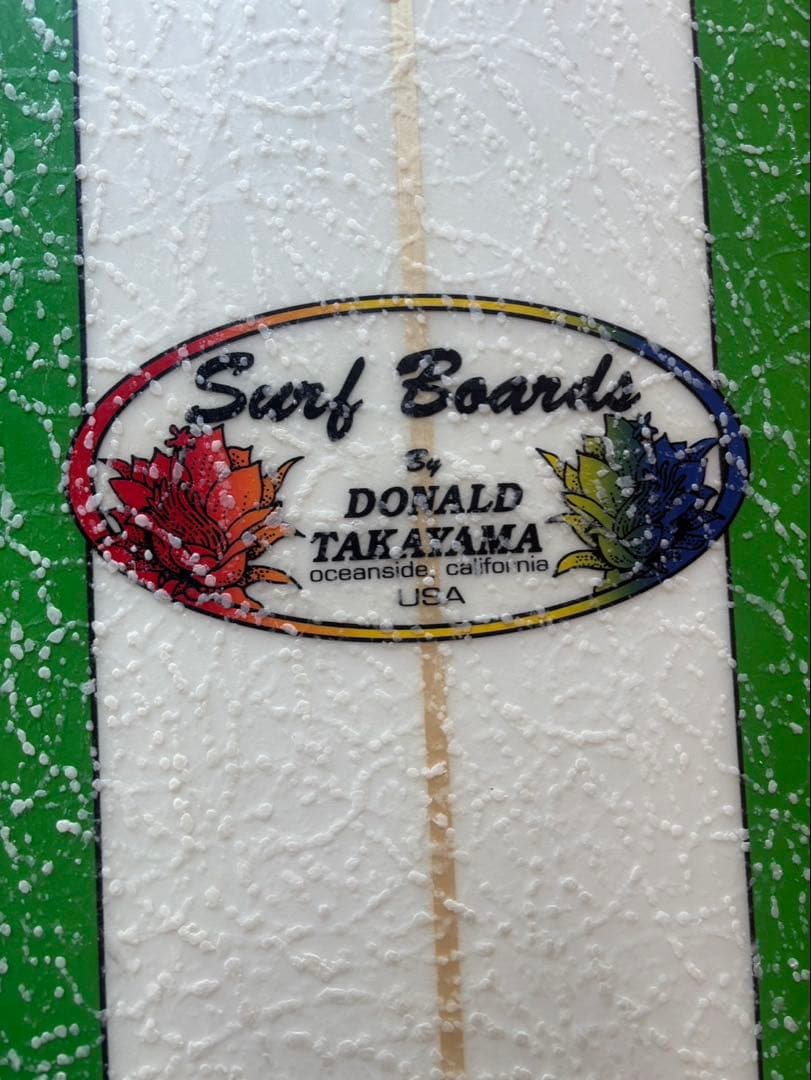 Surf Boards
By
DONALD
TAKAYAMA
oceanside, california
USA